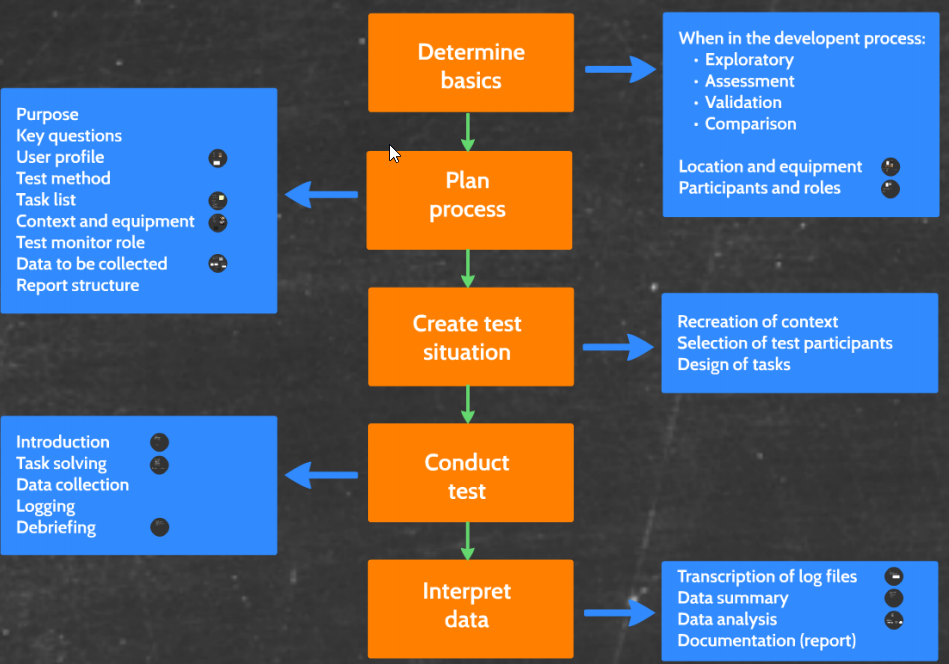 Determine
basics
When in the developent process:
• Exploratory
• Assessment
• Validation
• Comparison
Location and equipment
Participants and roles
Plan
process
Purpose
Key questions
User profile
Test method
Task list
Context and equipment
Test monitor role
Data to be collected
Report structure
Create test
situation
Recreation of context
Selection of test participants
Design of tasks
Conduct
test
Introduction
Task solving
Data collection
Logging
Debriefing
Interpret
data
Transcription of log files
Data summary
Data analysis
Documentation (report)